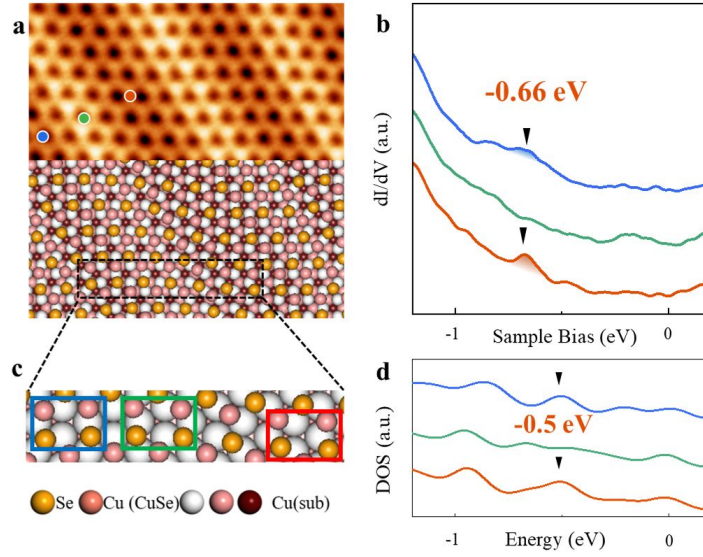 a
b
-0.66 eV
dI/dV (a.u.)
-1
0
Sample Bias (eV)
c
d
-0.5 eV
DOS (a.u.)
-1
0
Energy (eV)
Se Cu (CuSe) Cu(sub)